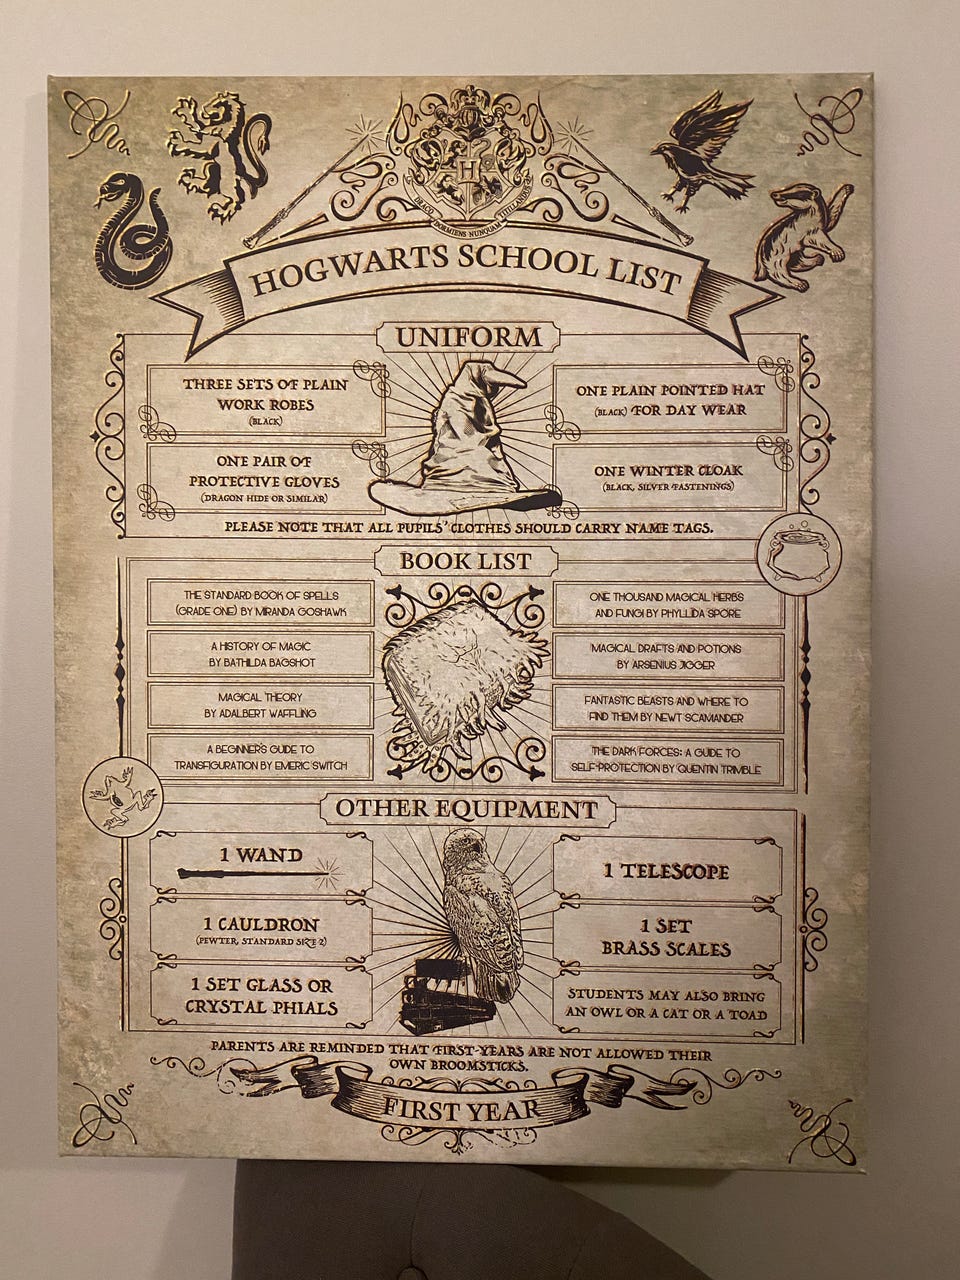 DRACO DORMIENS NUNQUAM TITILLANDUS
HOGWARTS SCHOOL LIST
UNIFORM
THREE SETS OF PLAIN
WORK ROBES
(BLACK)
ONE PLAIN POINTED HAT
(BLACK) FOR DAY WEAR
ONE PAIR OF
PROTECTIVE GLOVES
(DRAGON HIDE OR SIMILAR)
ONE WINTER CLOAK
(BLACK, SILVER FASTENINGS)
PLEASE NOTE THAT ALL PUPILS' CLOTHES SHOULD CARRY NAME TAGS.
BOOK LIST
THE STANDARD BOOK OF SPELLS
(GRADE ONE) BY MIRANDA GOSHAWK
A HISTORY OF MAGIC
BY BATHILDA BAGSHOT
MAGICAL THEORY
BY ADALBERT WAFFLING
A BEGINNER'S GUIDE TO
TRANSFIGURATION BY EMERIC SWITCH
ONE THOUSAND MAGICAL HERBS
AND FUNGI BY PHYLLIDA SPORE
MAGICAL DRAFTS AND POTIONS
BY ARSENIUS JIGGER
FANTASTIC BEASTS AND WHERE TO
FIND THEM BY NEWT SCAMANDER
THE DARK FORCES: A GUIDE TO
SELF-PROTECTION BY QUENTIN TRIMBLE
OTHER EQUIPMENT
1 WAND
1 CAULDRON
(PEWTER, STANDARD SIZE 2)
1 SET GLASS OR
CRYSTAL PHIALS
1 TELESCOPE
1 SET
BRASS SCALES
STUDENTS MAY ALSO BRING
AN OWL OR A CAT OR A TOAD
PARENTS ARE REMINDED THAT FIRST-YEARS ARE NOT ALLOWED THEIR
OWN BROOMSTICKS.
FIRST YEAR